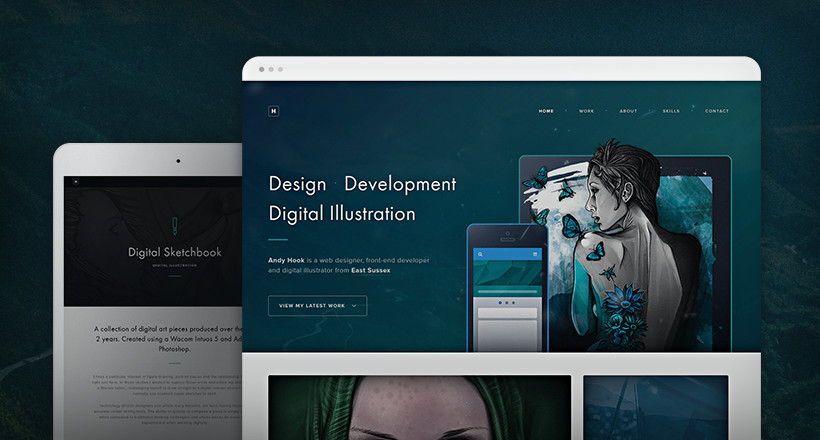 H
HOME
WORK
ABOUT
SKILLS
CONTACT
Design · Development
Digital Illustration
Andy Hook is a web designer, front-end developer
and digital illustrator from East Sussex
VIEW MY LATEST WORK
Digital Sketchbook
DIGITAL ILLUSTRATION
A collection of digital art pieces produced over the
2 years. Created using a Wacom Intuos 5 and Ad
Photoshop.